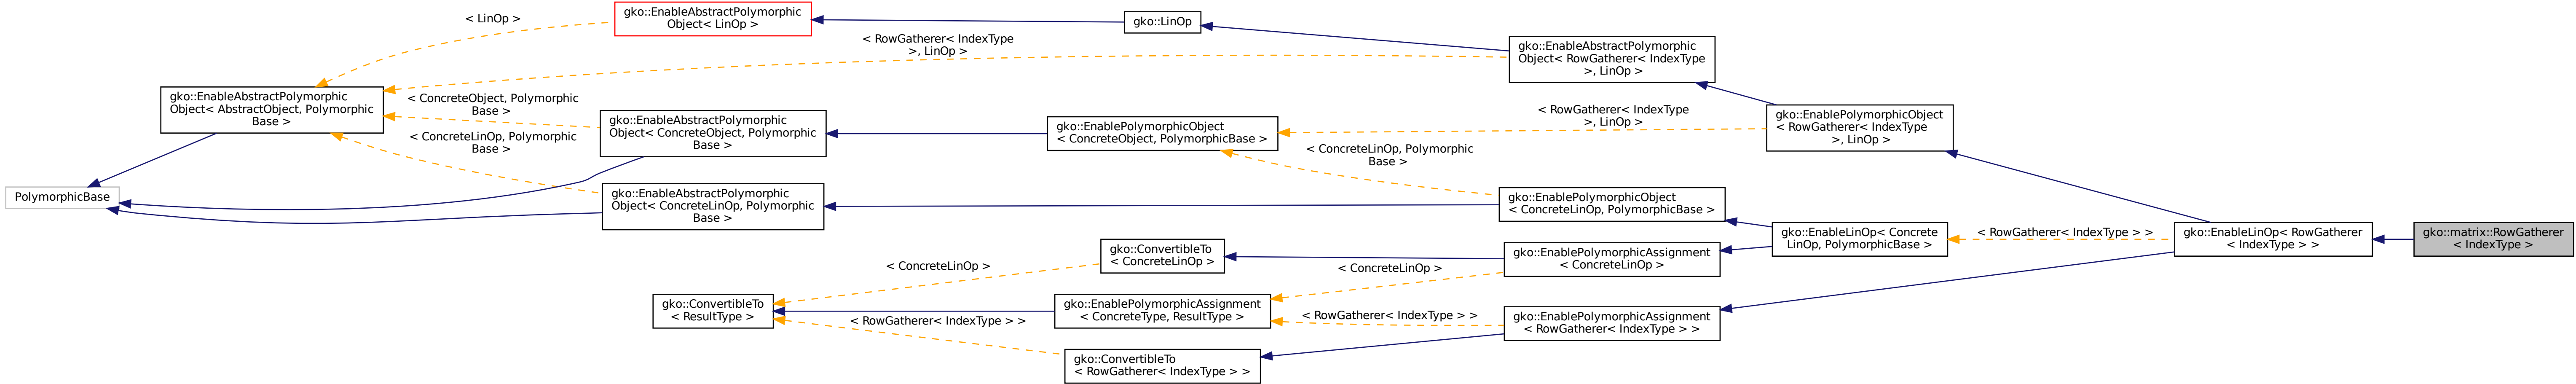 gko::EnableAbstractPolymorphic
Object< LinOp >
< LinOp >
gko::LinOp
< RowGatherer< IndexType
>, LinOp >
gko::EnableAbstractPolymorphic
Object< RowGatherer< IndexType
>, LinOp >
gko::EnableAbstractPolymorphic
Object< AbstractObject, Polymorphic
Base >
< ConcreteObject, Polymorphic
Base >
< ConcreteLinOp, Polymorphic
Base >
gko::EnableAbstractPolymorphic
Object< ConcreteObject, Polymorphic
Base >
gko::EnablePolymorphicObject
< ConcreteObject, PolymorphicBase >
< RowGatherer< IndexType
>, LinOp >
gko::EnablePolymorphicObject
< RowGatherer< IndexType
>, LinOp >
< ConcreteLinOp, Polymorphic
Base >
PolymorphicBase
gko::EnableAbstractPolymorphic
Object< ConcreteLinOp, Polymorphic
Base >
gko::EnablePolymorphicObject
< ConcreteLinOp, PolymorphicBase >
gko::EnableLinOp< Concrete
LinOp, PolymorphicBase >
< RowGatherer< IndexType > >
gko::EnableLinOp< RowGatherer
< IndexType > >
gko::matrix::RowGatherer
< IndexType >
gko::ConvertibleTo
< ConcreteLinOp >
gko::EnablePolymorphicAssignment
< ConcreteLinOp >
< ConcreteLinOp >
< ConcreteLinOp >
gko::ConvertibleTo
< ResultType >
gko::EnablePolymorphicAssignment
< ConcreteType, ResultType >
< RowGatherer< IndexType > >
< RowGatherer< IndexType > >
gko::EnablePolymorphicAssignment
< RowGatherer< IndexType > >
gko::ConvertibleTo
< RowGatherer< IndexType > >